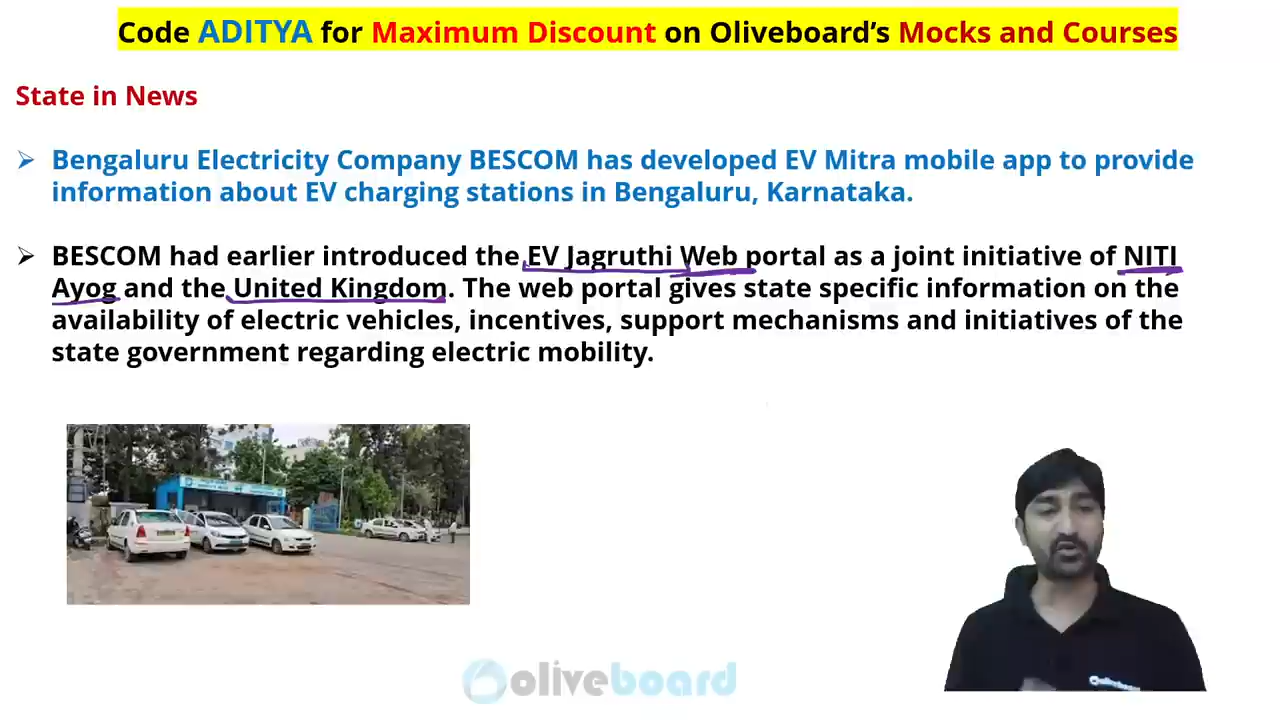 Code ADITYA for Maximum Discount on Oliveboard's Mocks and Courses
State in News
➢ Bengaluru Electricity Company BESCOM has developed EV Mitra mobile app to provide
information about EV charging stations in Bengaluru, Karnataka.
➢ BESCOM had earlier introduced the EV Jagruthi Web portal as a joint initiative of NITI
Ayog and the United Kingdom. The web portal gives state specific information on the
availability of electric vehicles, incentives, support mechanisms and initiatives of the
state government regarding electric mobility.
oliveboard
oliveboard